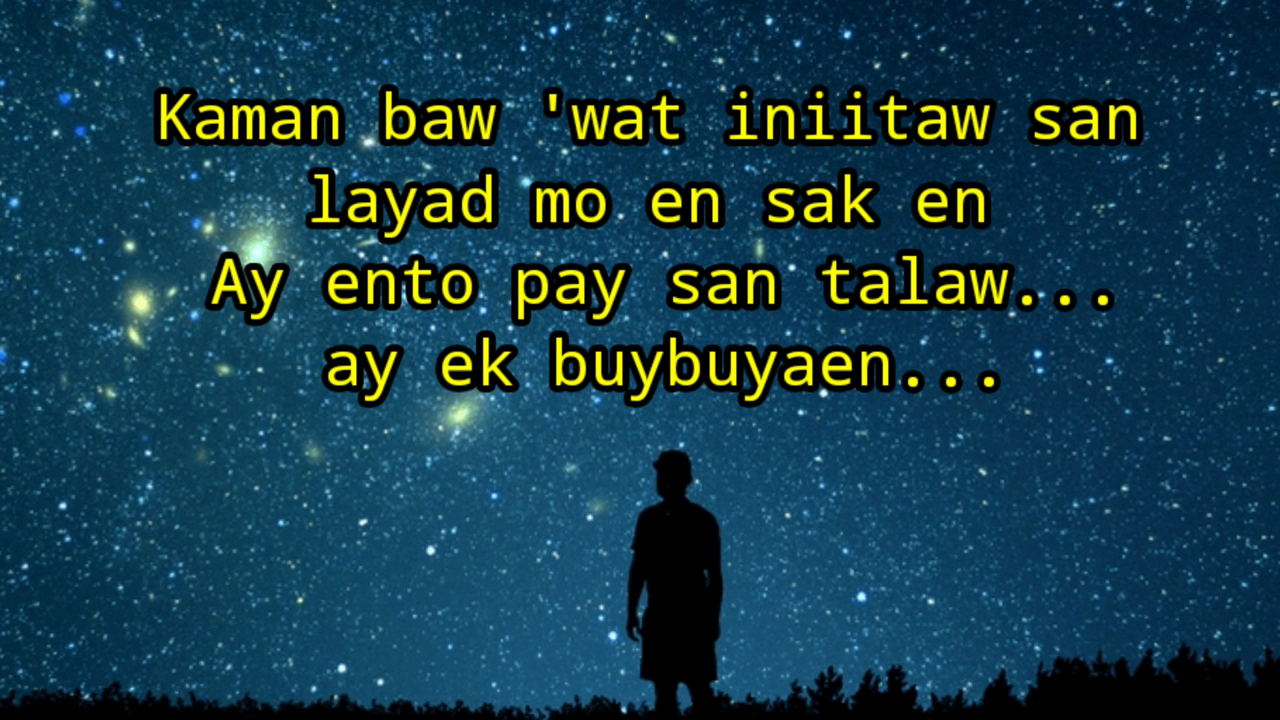 Kaman baw 'wat iniitaw san
layad mo en sak en
Ay ento pay san talaw...
ay ek buybuyaen...